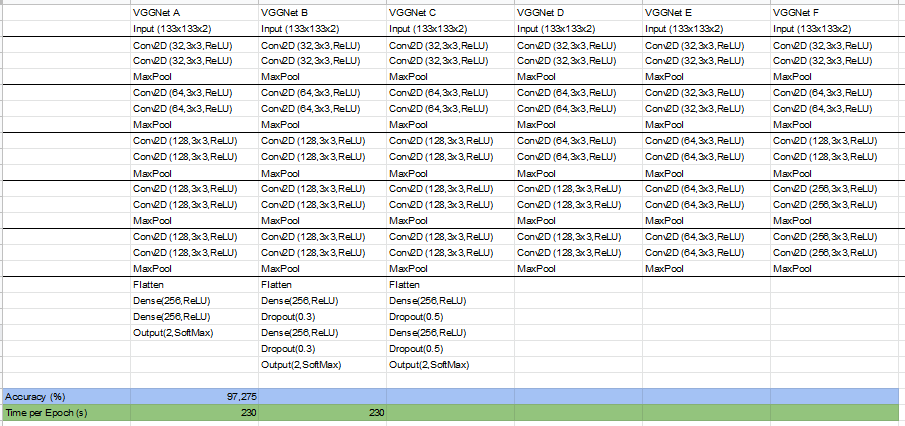 VGGNet A VGGNet B VGGNet C VGGNet D VGGNet E VGGNet F
Input (133x133x2) Input (133x133x2) Input (133x133x2) Input (133x133x2) Input (133x133x2) Input (133x133x2)
Conv2D (32,3x3,ReLU) Conv2D (32,3x3,ReLU) Conv2D (32,3x3,ReLU) Conv2D (32,3x3,ReLU) Conv2D (32,3x3,ReLU) Conv2D (32,3x3,ReLU)
Conv2D (32,3x3,ReLU) Conv2D (32,3x3,ReLU) Conv2D (32,3x3,ReLU) Conv2D (32,3x3,ReLU) Conv2D (32,3x3,ReLU) Conv2D (32,3x3,ReLU)
MaxPool MaxPool MaxPool MaxPool MaxPool MaxPool
Conv2D (64,3x3,ReLU) Conv2D (64,3x3,ReLU) Conv2D (64,3x3,ReLU) Conv2D (64,3x3,ReLU) Conv2D (32,3x3,ReLU) Conv2D (64,3x3,ReLU)
Conv2D (64,3x3,ReLU) Conv2D (64,3x3,ReLU) Conv2D (64,3x3,ReLU) Conv2D (64,3x3,ReLU) Conv2D (32,3x3,ReLU) Conv2D (64,3x3,ReLU)
MaxPool MaxPool MaxPool MaxPool MaxPool MaxPool
Conv2D (128,3x3,ReLU) Conv2D (128,3x3,ReLU) Conv2D (128,3x3,ReLU) Conv2D (64,3x3,ReLU) Conv2D (64,3x3,ReLU) Conv2D (128,3x3,ReLU)
Conv2D (128,3x3,ReLU) Conv2D (128,3x3,ReLU) Conv2D (128,3x3,ReLU) Conv2D (64,3x3,ReLU) Conv2D (64,3x3,ReLU) Conv2D (128,3x3,ReLU)
MaxPool MaxPool MaxPool MaxPool MaxPool MaxPool
Conv2D (128,3x3,ReLU) Conv2D (128,3x3,ReLU) Conv2D (128,3x3,ReLU) Conv2D (128,3x3,ReLU) Conv2D (64,3x3,ReLU) Conv2D (256,3x3,ReLU)
Conv2D (128,3x3,ReLU) Conv2D (128,3x3,ReLU) Conv2D (128,3x3,ReLU) Conv2D (128,3x3,ReLU) Conv2D (64,3x3,ReLU) Conv2D (256,3x3,ReLU)
MaxPool MaxPool MaxPool MaxPool MaxPool MaxPool
Conv2D (128,3x3,ReLU) Conv2D (128,3x3,ReLU) Conv2D (128,3x3,ReLU) Conv2D (128,3x3,ReLU) Conv2D (64,3x3,ReLU) Conv2D (256,3x3,ReLU)
Conv2D (128,3x3,ReLU) Conv2D (128,3x3,ReLU) Conv2D (128,3x3,ReLU) Conv2D (128,3x3,ReLU) Conv2D (64,3x3,ReLU) Conv2D (256,3x3,ReLU)
MaxPool MaxPool MaxPool MaxPool MaxPool MaxPool
Flatten Flatten Flatten
Dense(256,ReLU) Dense(256,ReLU) Dense(256,ReLU)
Dense(256,ReLU) Dropout(0.3) Dropout(0.5)
Output(2,SoftMax) Dense(256,ReLU) Dense(256,ReLU)
Dropout(0.3) Dropout(0.5)
Output(2,SoftMax) Output(2,SoftMax)
Accuracy (%) 97,275
Time per Epoch (s) 230 230